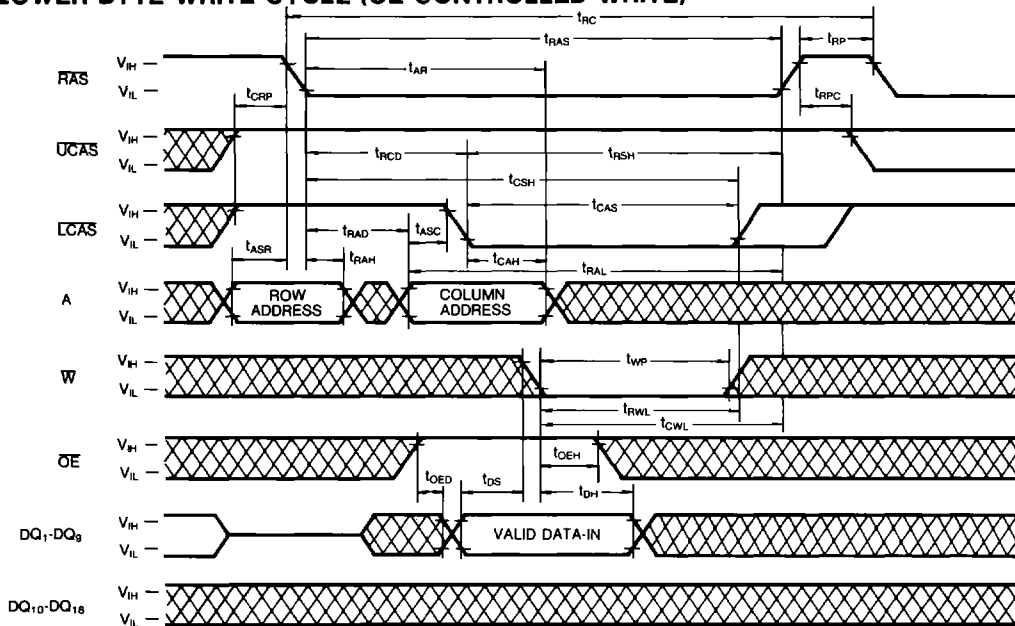 LOWER BYTE WRITE CYCLE (OE CONTROLLED WRITE)
tRC
tRAS
tRP
tAR
RAS
VIH
VIL
tCRP
tRPC
UCAS
VIH
VIL
tRCD
tRSH
tCSH
LCAS
VIH
VIL
tCAS
tRAD
tASC
tASR
tRAH
tCAH
tRAL
A
VIH
VIL
ROW
ADDRESS
COLUMN
ADDRESS
W
VIH
VIL
tWP
tRWL
tCWL
OE
VIH
VIL
tOEH
tOED
tDS
tDH
DQ1-DQ9
VIH
VIL
VALID DATA-IN
DQ10-DQ18
VIH
VIL